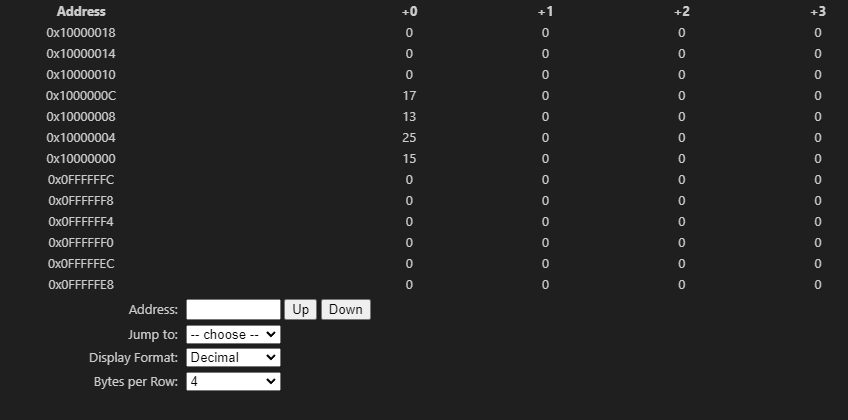 Address +0 +1 +2 +3
0x10000018 0 0 0 0
0x10000014 0 0 0 0
0x10000010 0 0 0 0
0x1000000C 17 0 0 0
0x10000008 13 0 0 0
0x10000004 25 0 0 0
0x10000000 15 0 0 0
0x0FFFFFFC 0 0 0 0
0x0FFFFFF8 0 0 0 0
0x0FFFFFF4 0 0 0 0
0x0FFFFFF0 0 0 0 0
0x0FFFFFEC 0 0 0 0
0x0FFFFFE8 0 0 0 0
Address: Up Down
Jump to: -- choose --
Display Format: Decimal
Bytes per Row: 4